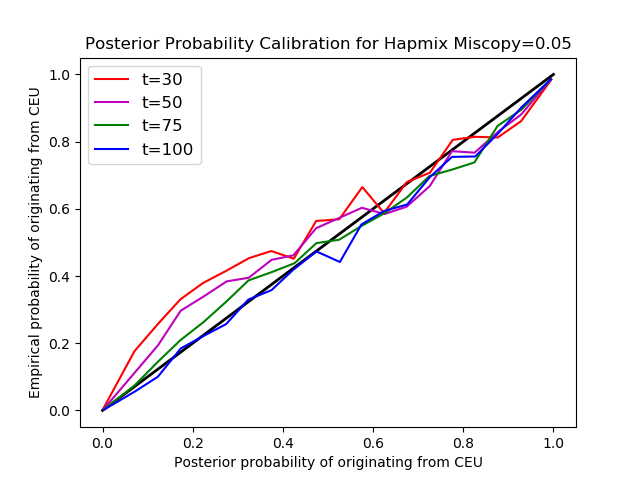 Posterior Probability Calibration for Hapmix Miscopy=0.05
t=30
t=50
t=75
t=100
1.0
0.8
0.6
0.4
0.2
0.0
Empirical probability of originating from CEU
0.0 0.2 0.4 0.6 0.8 1.0
Posterior probability of originating from CEU